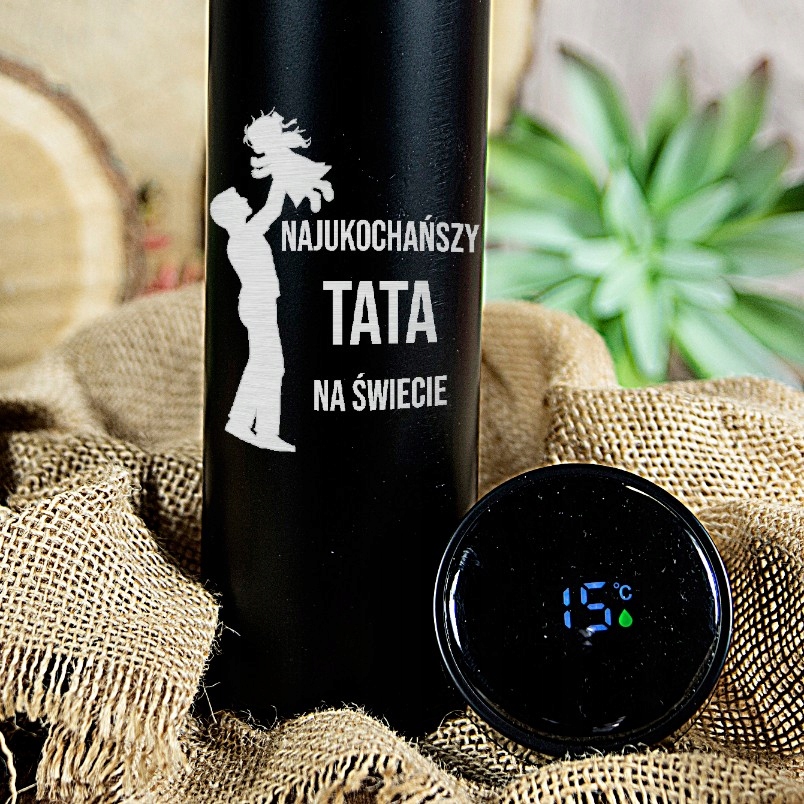 NAJUKOCHAŃSZY
TATA
NA ŚWIECIE
15 °C